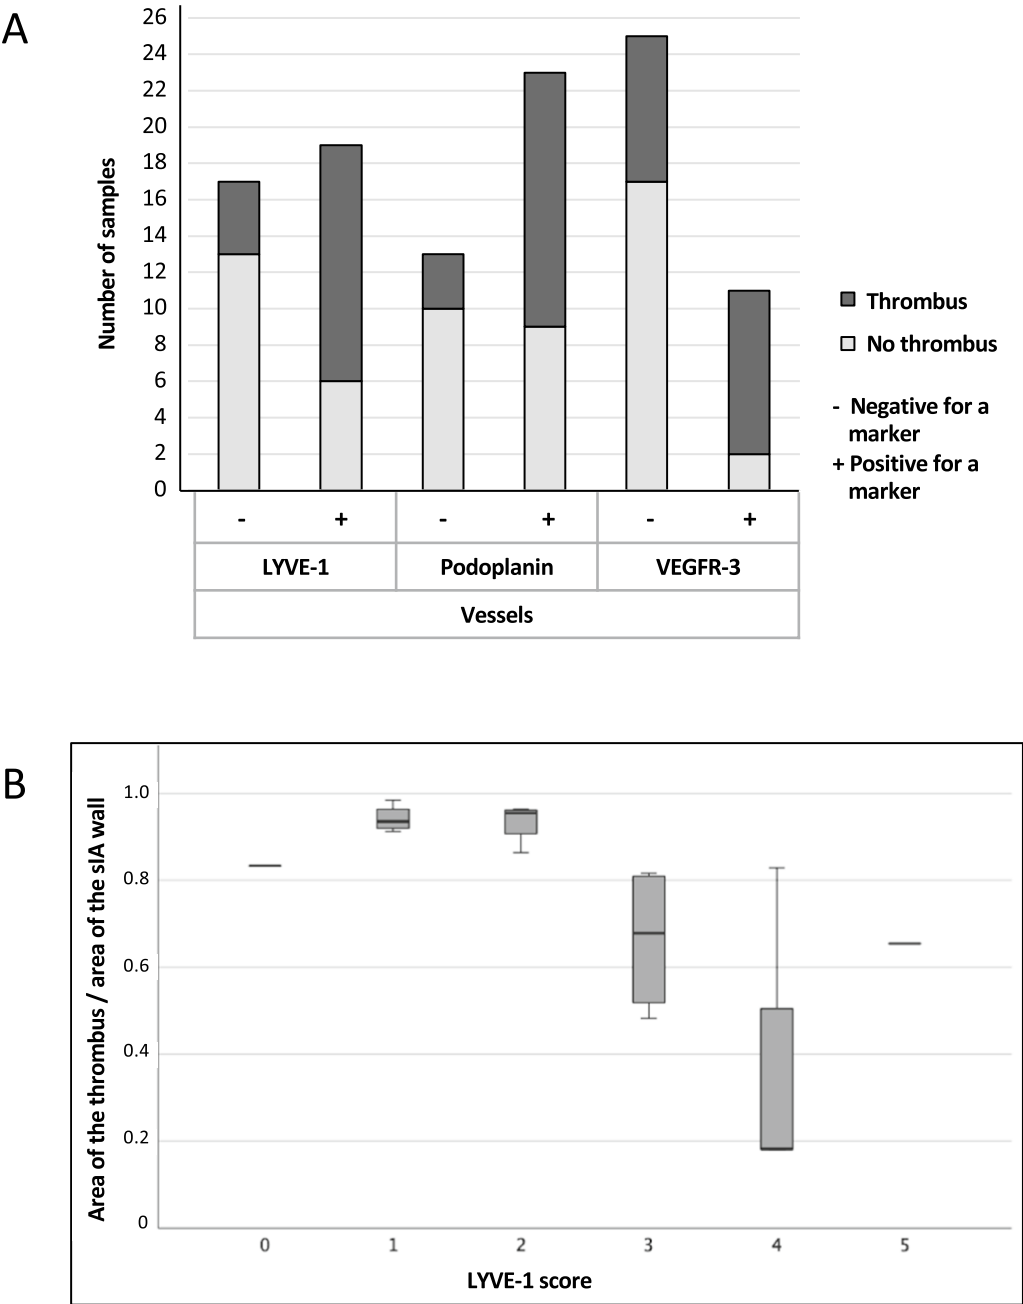 A
Number of samples
26
24
22
20
18
16
14
12
10
8
6
4
2
0
Thrombus
No thrombus
- Negative for a
marker
+ Positive for a
marker
- + - + - +
LYVE-1 Podoplanin VEGFR-3
Vessels
B
Area of the thrombus / area of the sIA wall
1.0
0.8
0.6
0.4
0.2
0
0 1 2 3 4 5
LYVE-1 score